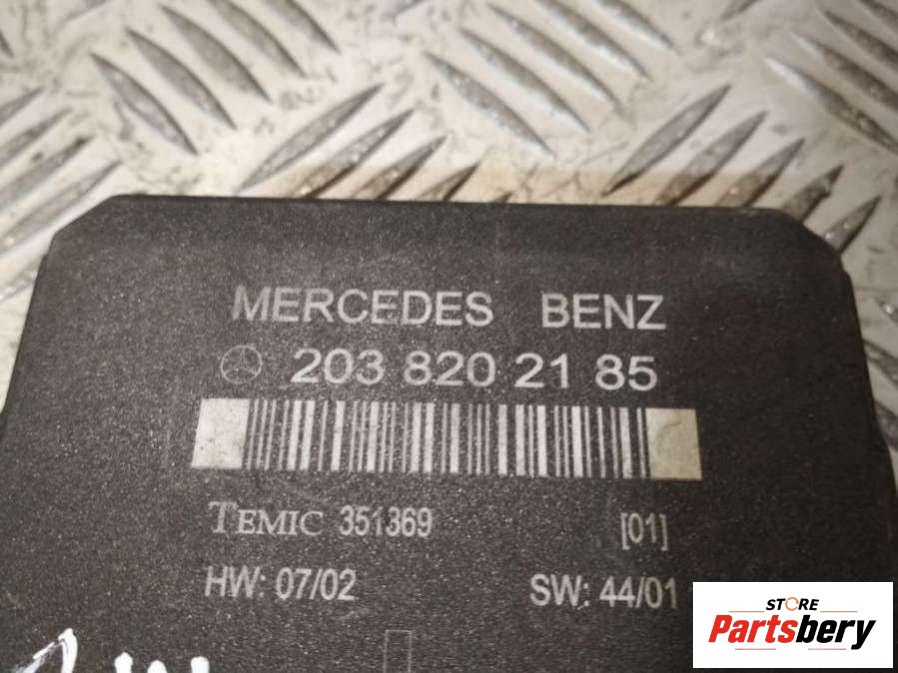 MERCEDES BENZ
203 820 21 85
TEMIC 351369 [01]
HW: 07/02 SW: 44/01
STORE
Partsbery